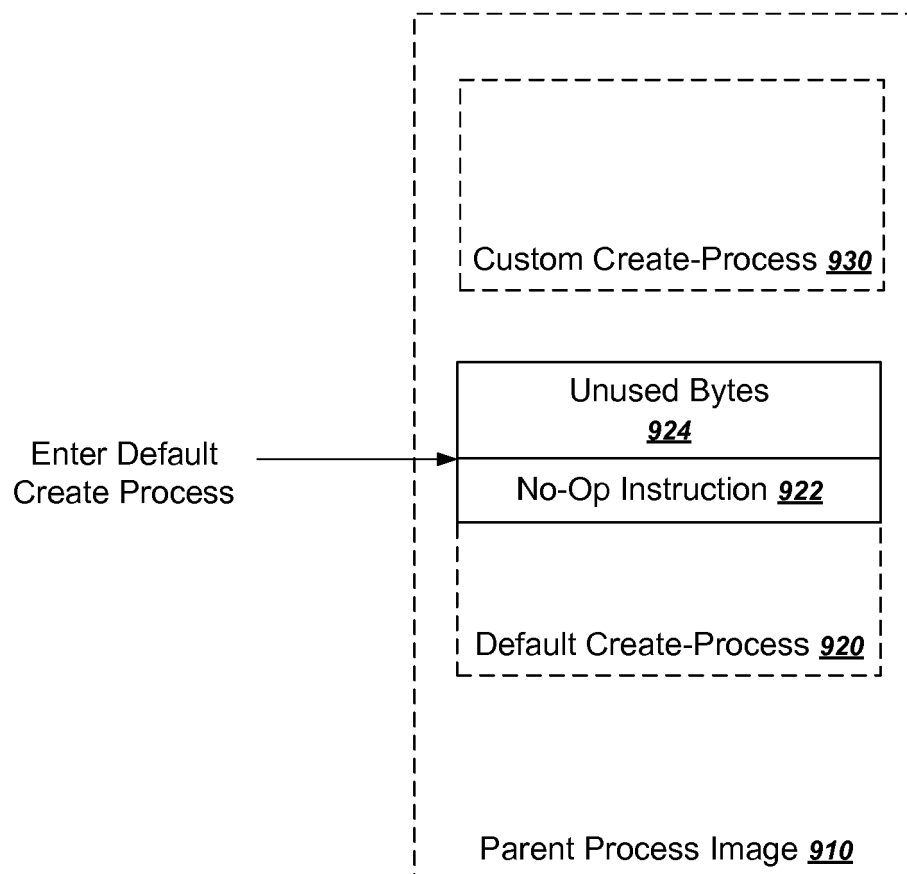 Custom Create-Process 930
Unused Bytes
924
Enter Default
Create Process
No-Op Instruction 922
Default Create-Process 920
Parent Process Image 910